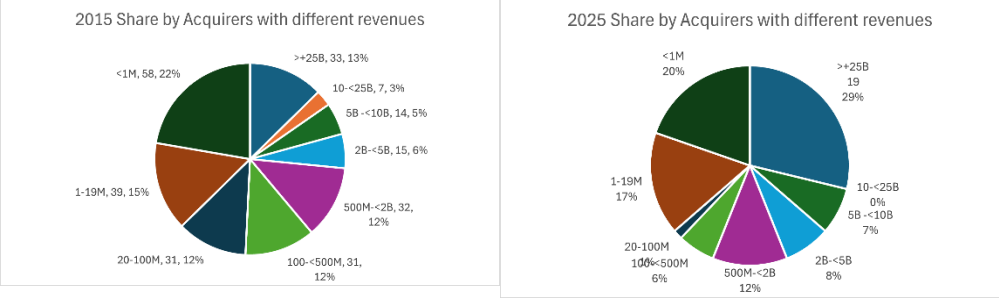 2015 Share by Acquirers with different revenues
>+25B, 33, 13%
10-<25B, 7, 3%
5B -<10B, 14, 5%
2B-<5B, 15, 6%
500M-<2B, 32,
12%
100-<500M, 31,
12%
20-100M, 31, 12%
1-19M, 39, 15%
<1M, 58, 22%
2025 Share by Acquirers with different revenues
>+25B
19
29%
10-<25B
0%
5B -<10B
7%
2B-<5B
8%
500M-<2B
12%
100-<500M
6%
20-100M
1%
1-19M
17%
<1M
20%